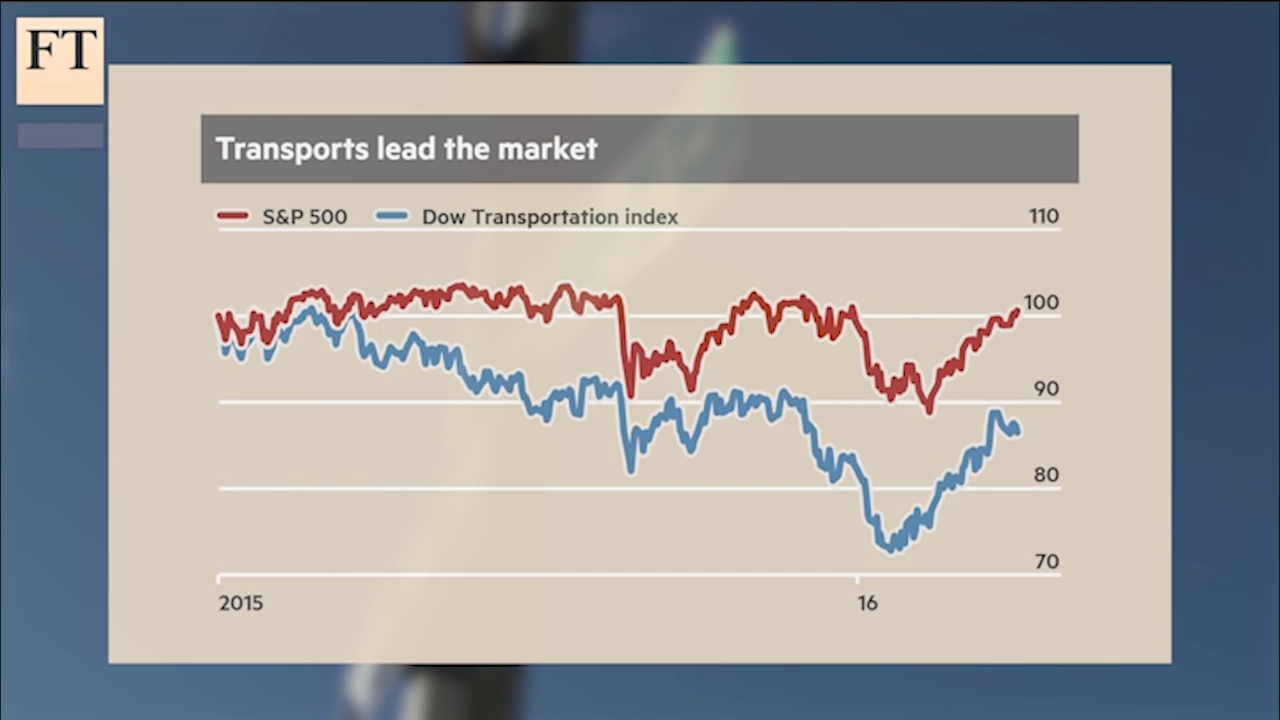 FT
Transports lead the market
S&P 500 Dow Transportation index
110
100
90
80
70
2015 16